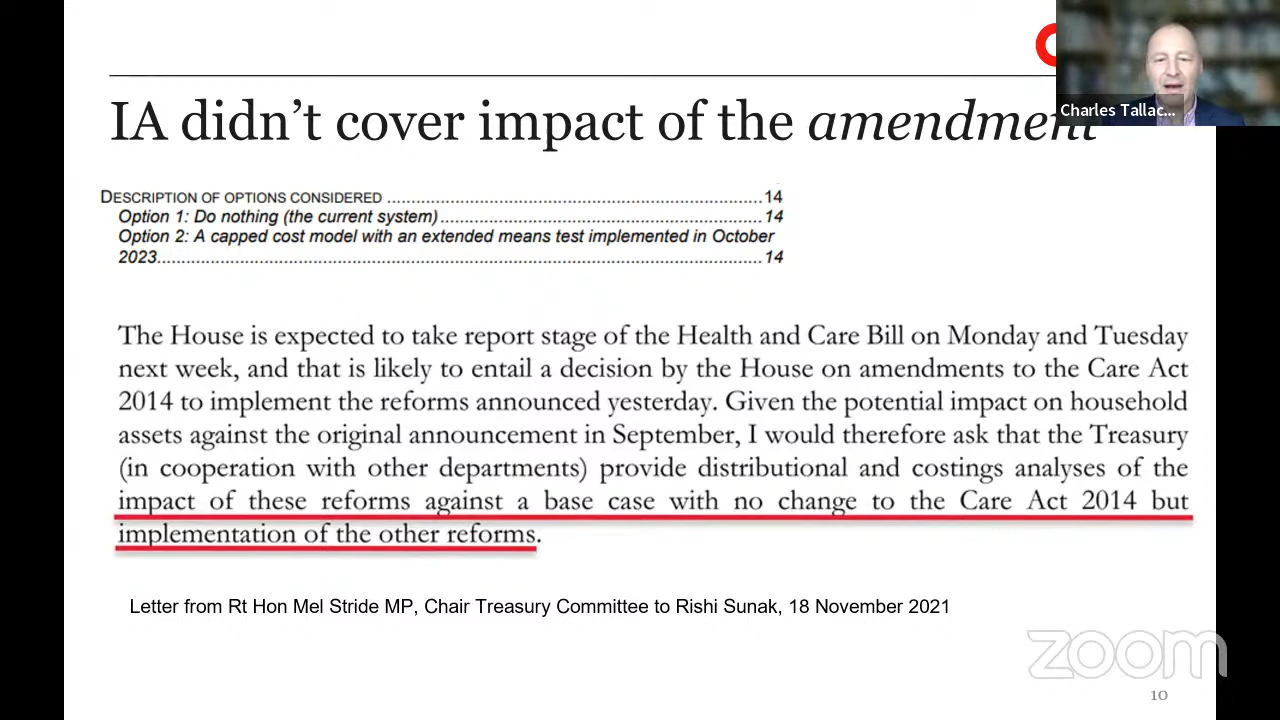 Charles Tallac...
IA didn't cover impact of the amendment
DESCRIPTION OF OPTIONS CONSIDERED ........................................................................ 14
Option 1: Do nothing (the current system) ............................................................. 14
Option 2: A capped cost model with an extended means test implemented in October
2023......................................................................................................................... 14
The House is expected to take report stage of the Health and Care Bill on Monday and Tuesday
next week, and that is likely to entail a decision by the House on amendments to the Care Act
2014 to implement the reforms announced yesterday. Given the potential impact on household
assets against the original announcement in September, I would therefore ask that the Treasury
(in cooperation with other departments) provide distributional and costings analyses of the
impact of these reforms against a base case with no change to the Care Act 2014 but
implementation of the other reforms.
Letter from Rt Hon Mel Stride MP, Chair Treasury Committee to Rishi Sunak, 18 November 2021
zoom
10